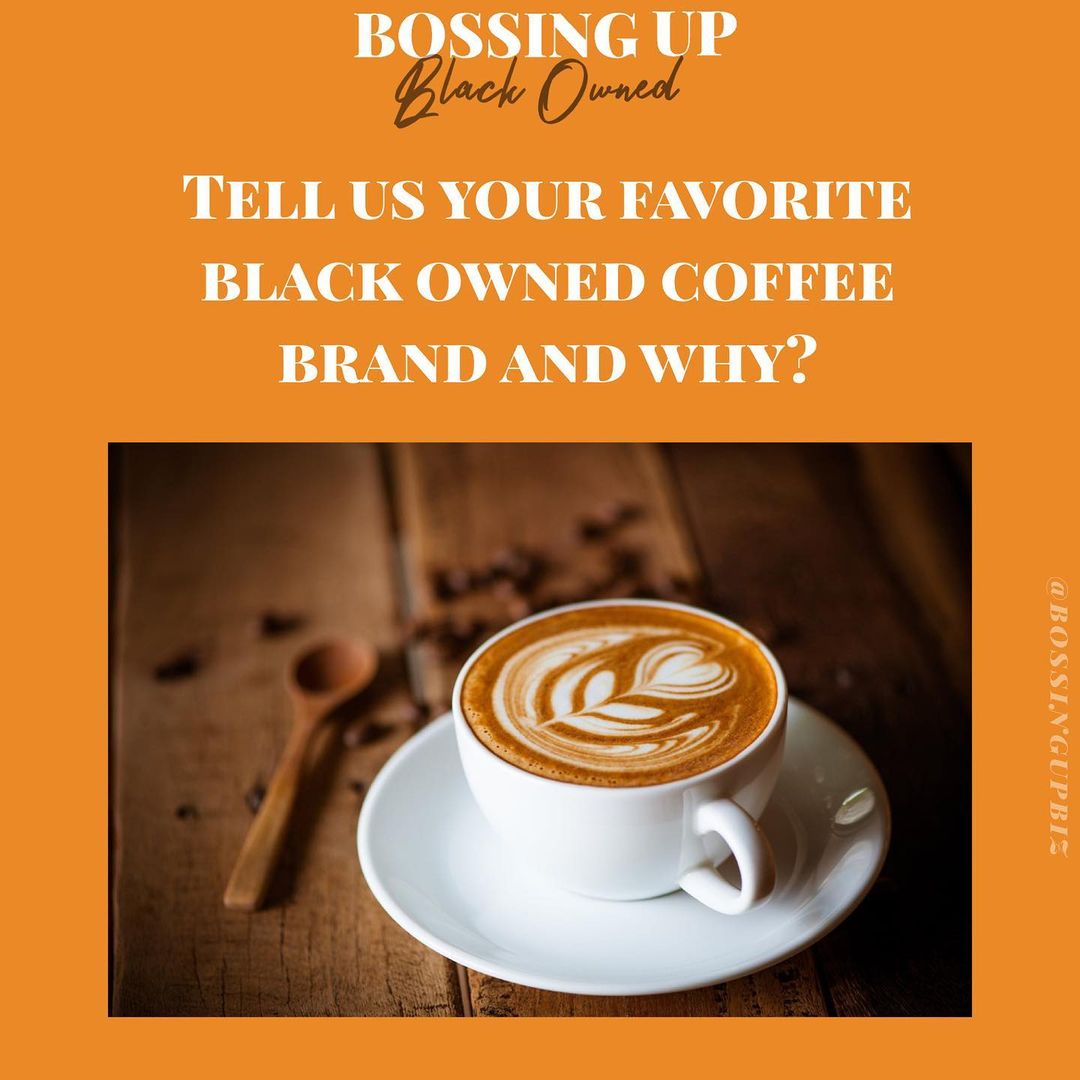 BOSSING UP
Black Owned
TELL US YOUR FAVORITE
BLACK OWNED COFFEE
BRAND AND WHY?
@BOSSINGUPBIZ